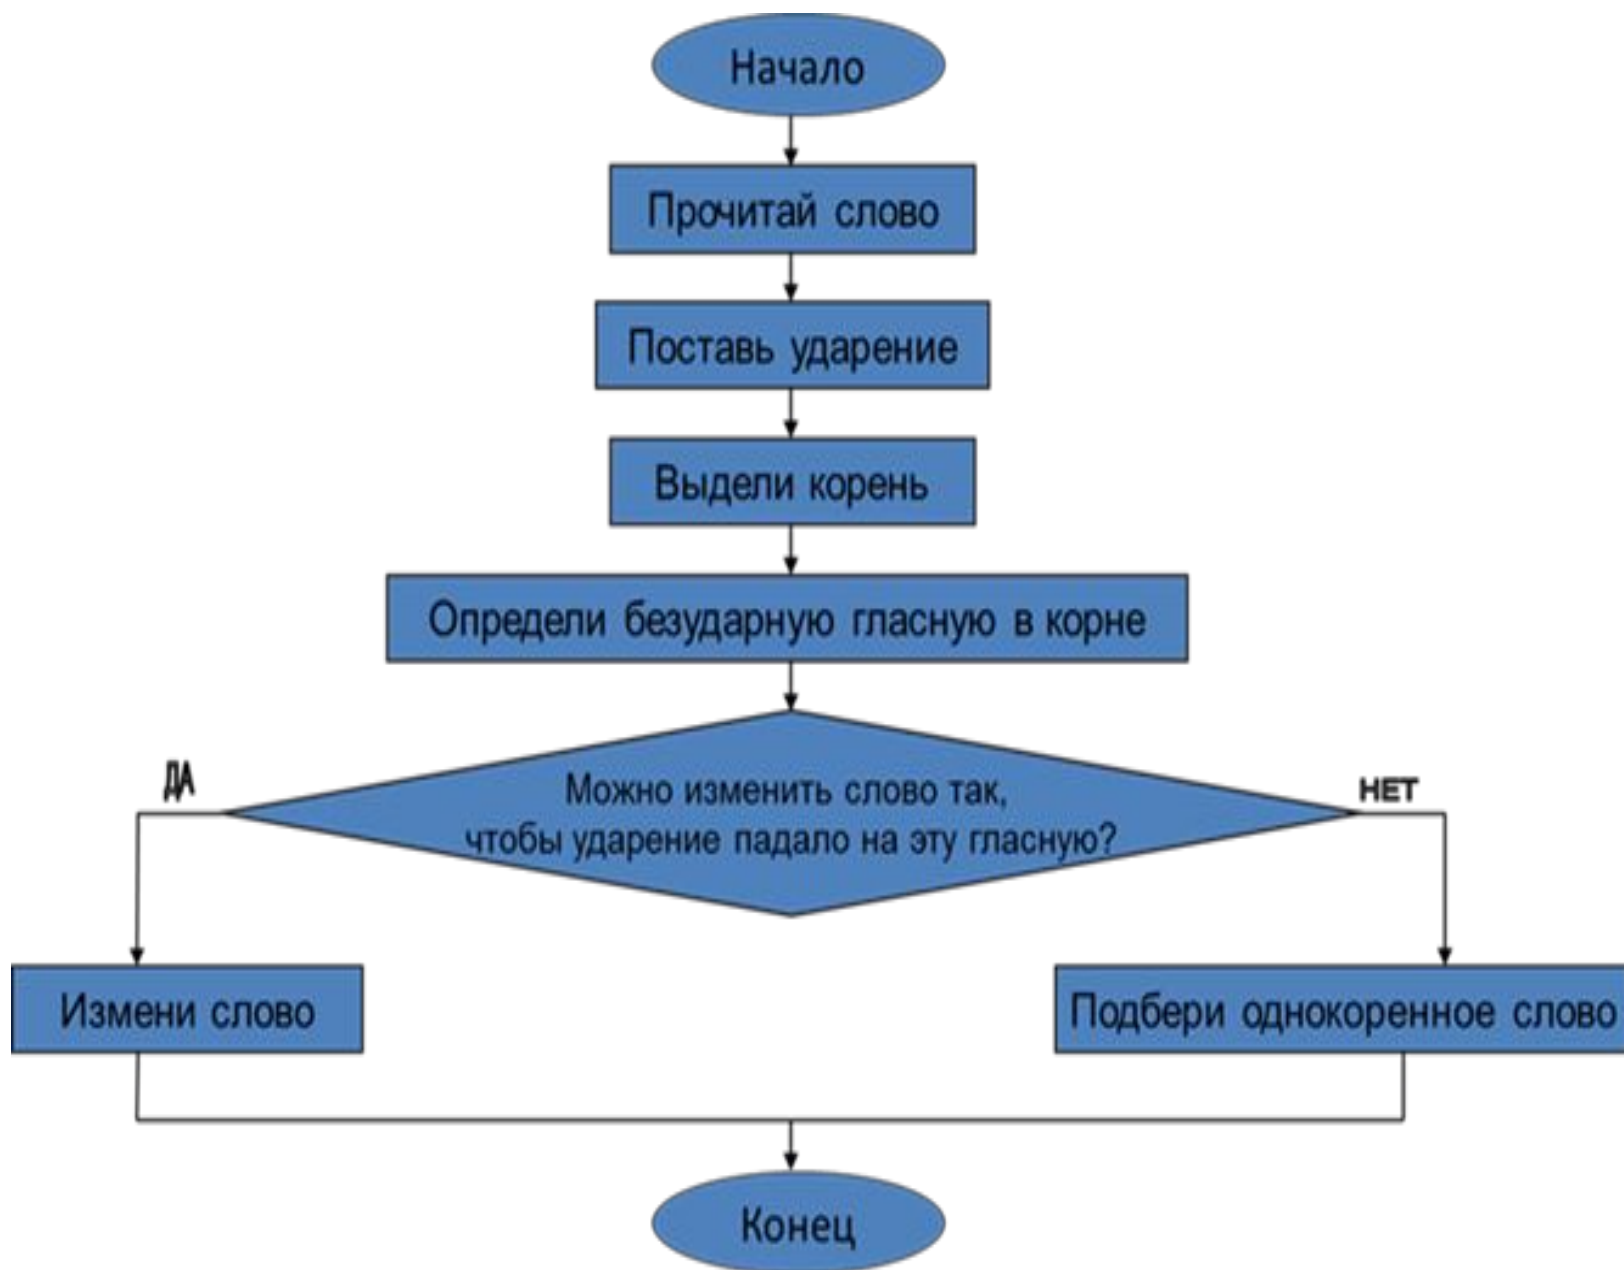 Начало
Прочитай слово
Поставь ударение
Выдели корень
Определи безударную гласную в корне
Можно изменить слово так,
чтобы ударение падало на эту гласную?
ДА
НЕТ
Измени слово
Подбери однокоренное слово
Конец